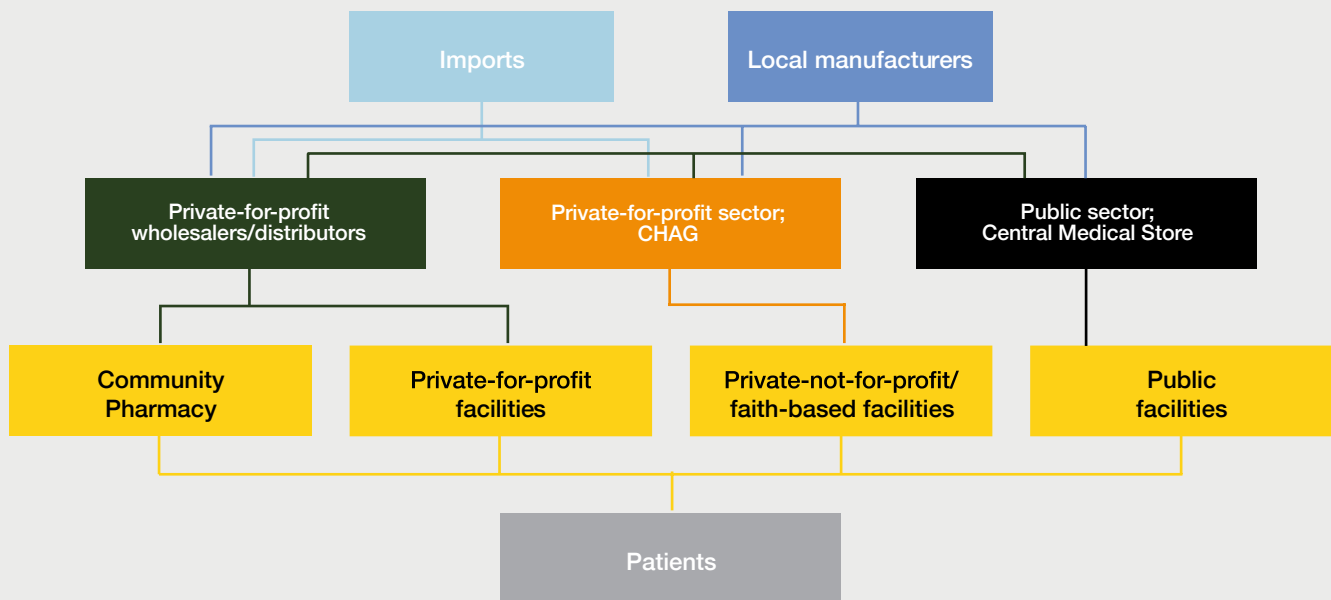 Imports
Local manufacturers
Private-for-profit
wholesalers/distributors
Private-for-profit sector;
CHAG
Public sector;
Central Medical Store
Community
Pharmacy
Private-for-profit
facilities
Private-not-for-profit/
faith-based facilities
Public
facilities
Patients